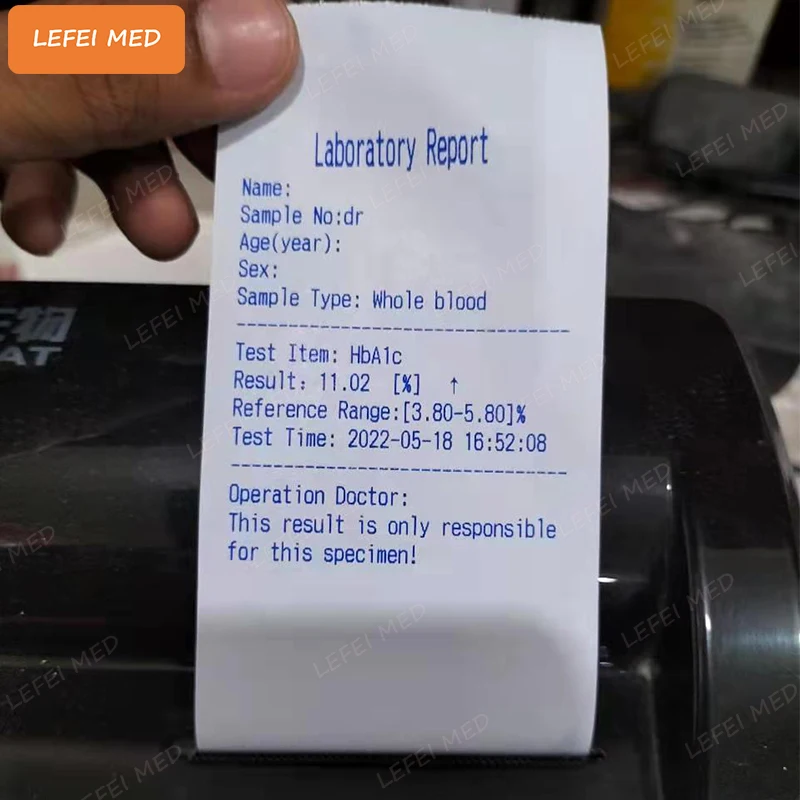 LEFEI MED
Laboratory Report
Name:
Sample No:dr
Age(year):
Sex:
Sample Type: Whole blood
--------------------------------
Test Item: HbA1c
Result: 11.02 [%] ↑
Reference Range:[3.80-5.80]%
Test Time: 2022-05-18 16:52:08
--------------------------------
Operation Doctor:
This result is only responsible
for this specimen!